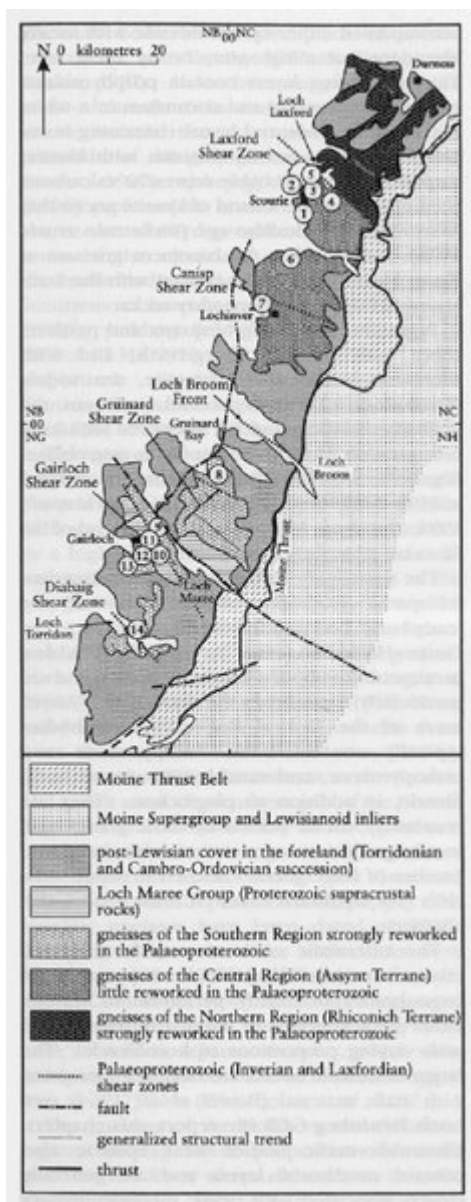 NB NC
00
N 0 kilometres 20
Durness
Loch
Laxford
Laxford
Shear Zone
5
2
3
Scourie
4
1
6
Canisp
Shear Zone
7
Lochinver
Loch Broom
Front
NB
00
NG
NC
NH
Gruinard
Shear Zone
Gruinard
Bay
Gairloch
Shear Zone
8
Loch
Broom
9
Gairloch
11
12 10
13
Moine Thrust
Loch
Maree
Diabaig
Shear Zone
Loch
Torridon
14
Moine Thrust Belt
Moine Supergroup and Lewisianoid inliers
post-Lewisian cover in the foreland (Torridonian
and Cambro-Ordovician succession)
Loch Maree Group (Proterozoic supracrustal
rocks)
gneisses of the Southern Region strongly reworked
in the Palaeoproterozoic
gneisses of the Central Region (Assynt Terrane)
little reworked in the Palaeoproterozoic
gneisses of the Northern Region (Rhiconich Terrane)
strongly reworked in the Palaeoproterozoic
Palaeoproterozoic (Inverian and Laxfordian)
shear zones
fault
generalized structural trend
thrust